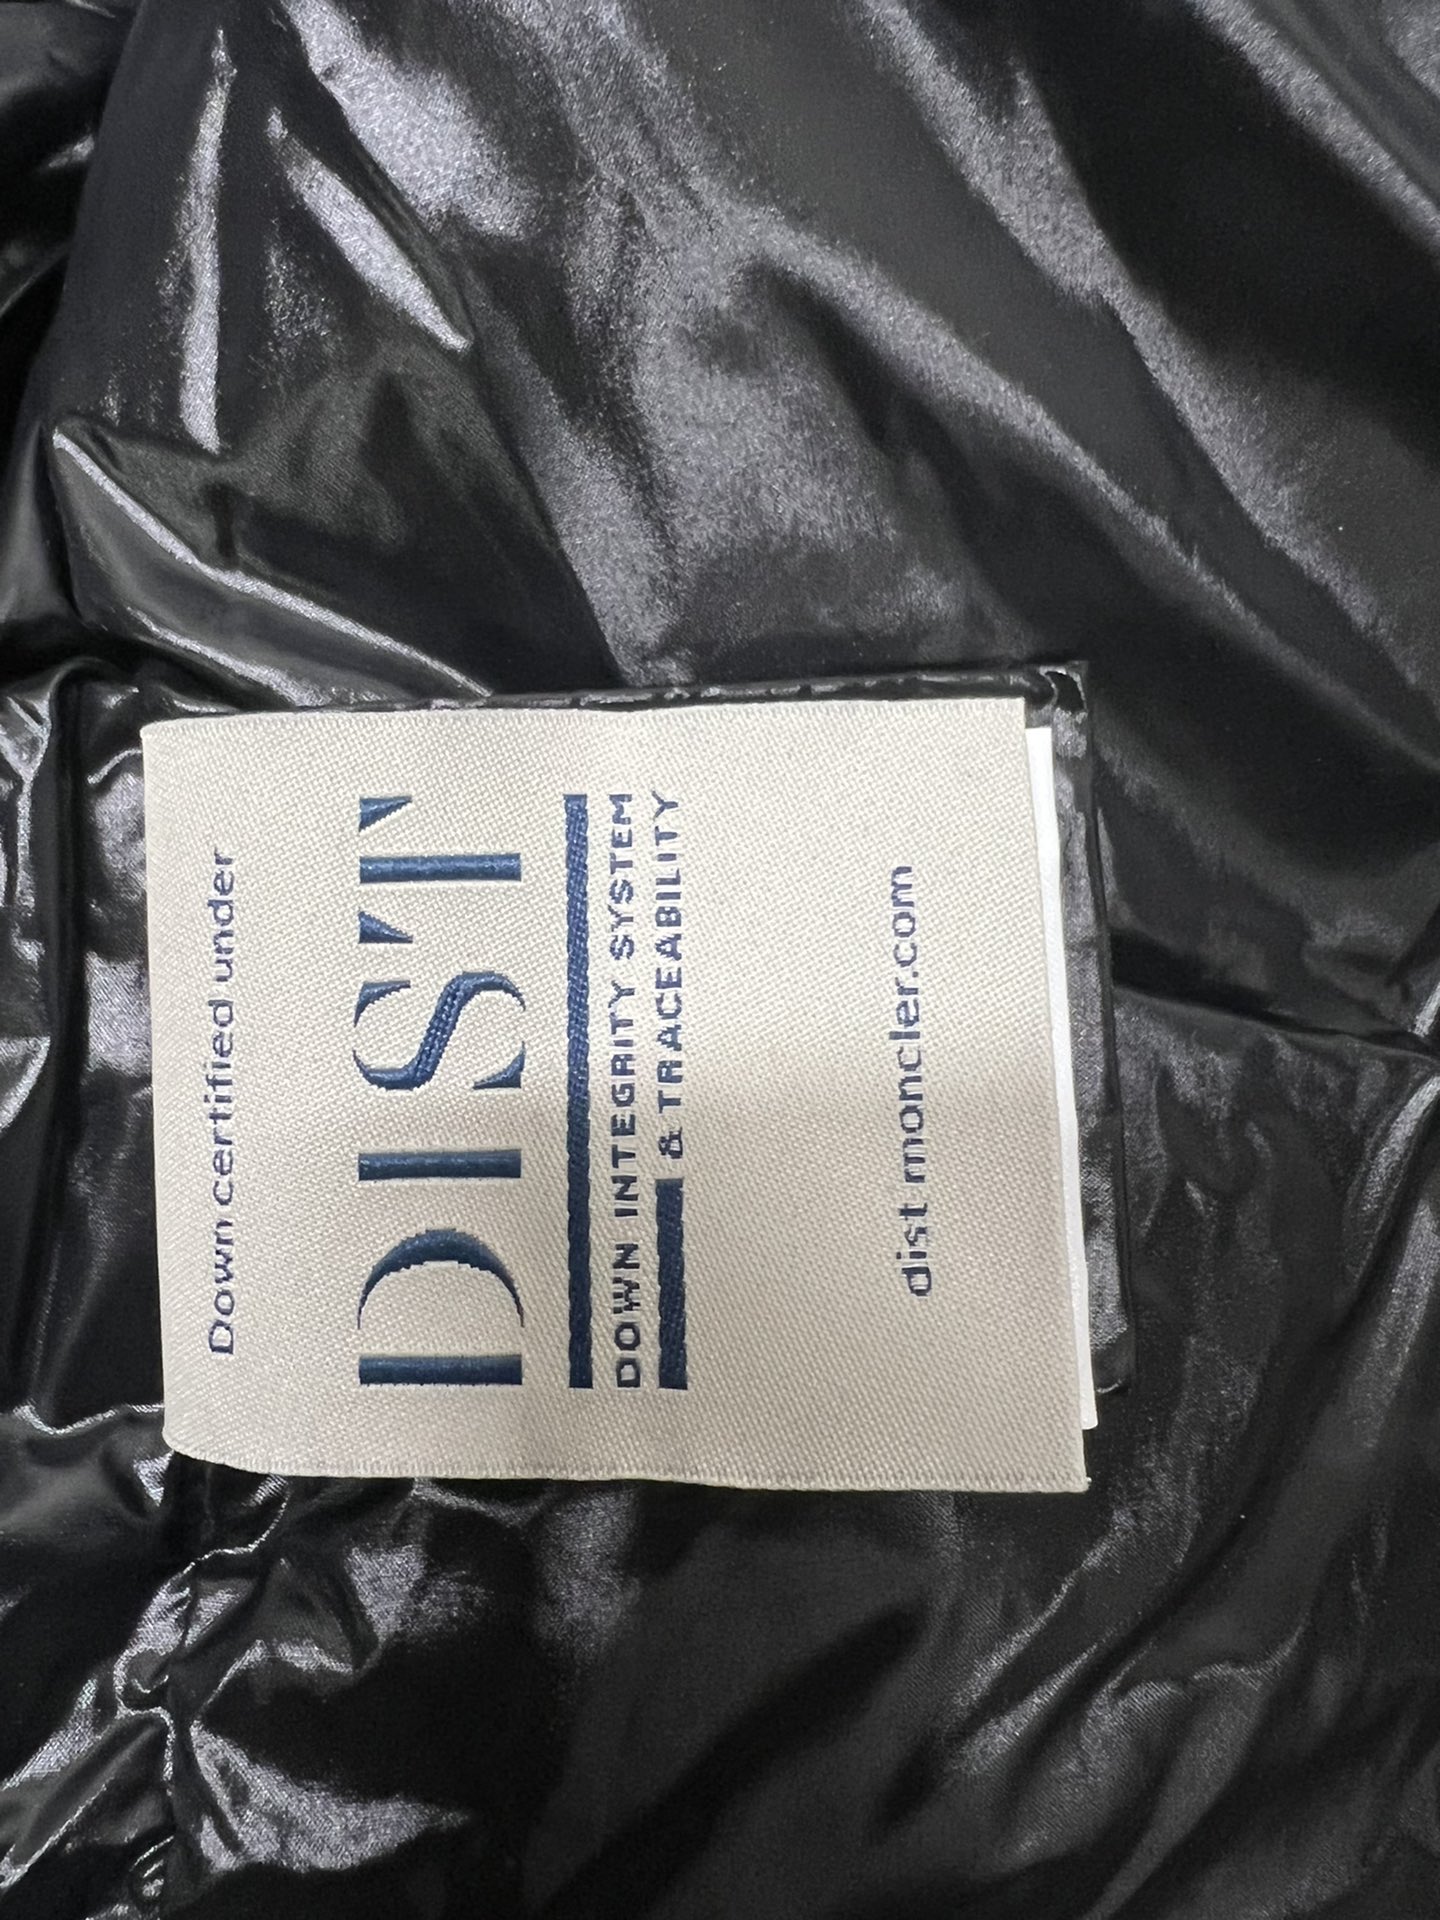 Down certified under
DIST
DOWN INTEGRITY SYSTEM
& TRACEABILITY
dist moncler.com